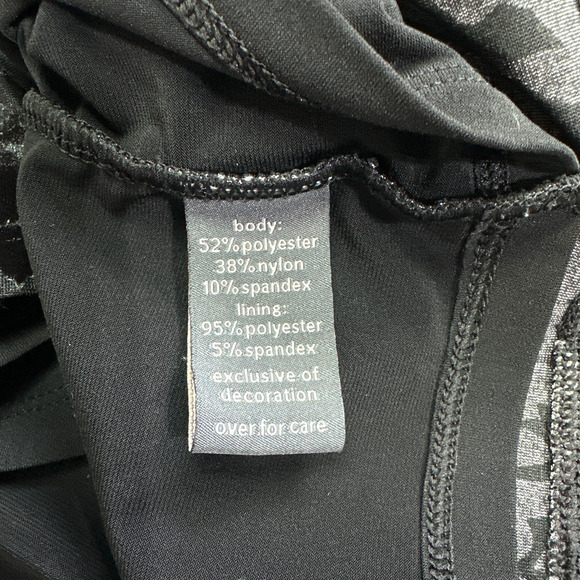 body:
52%polyester
38%nylon
10%spandex
lining:
95%polyester
5%spandex
exclusive of
decoration
over for care